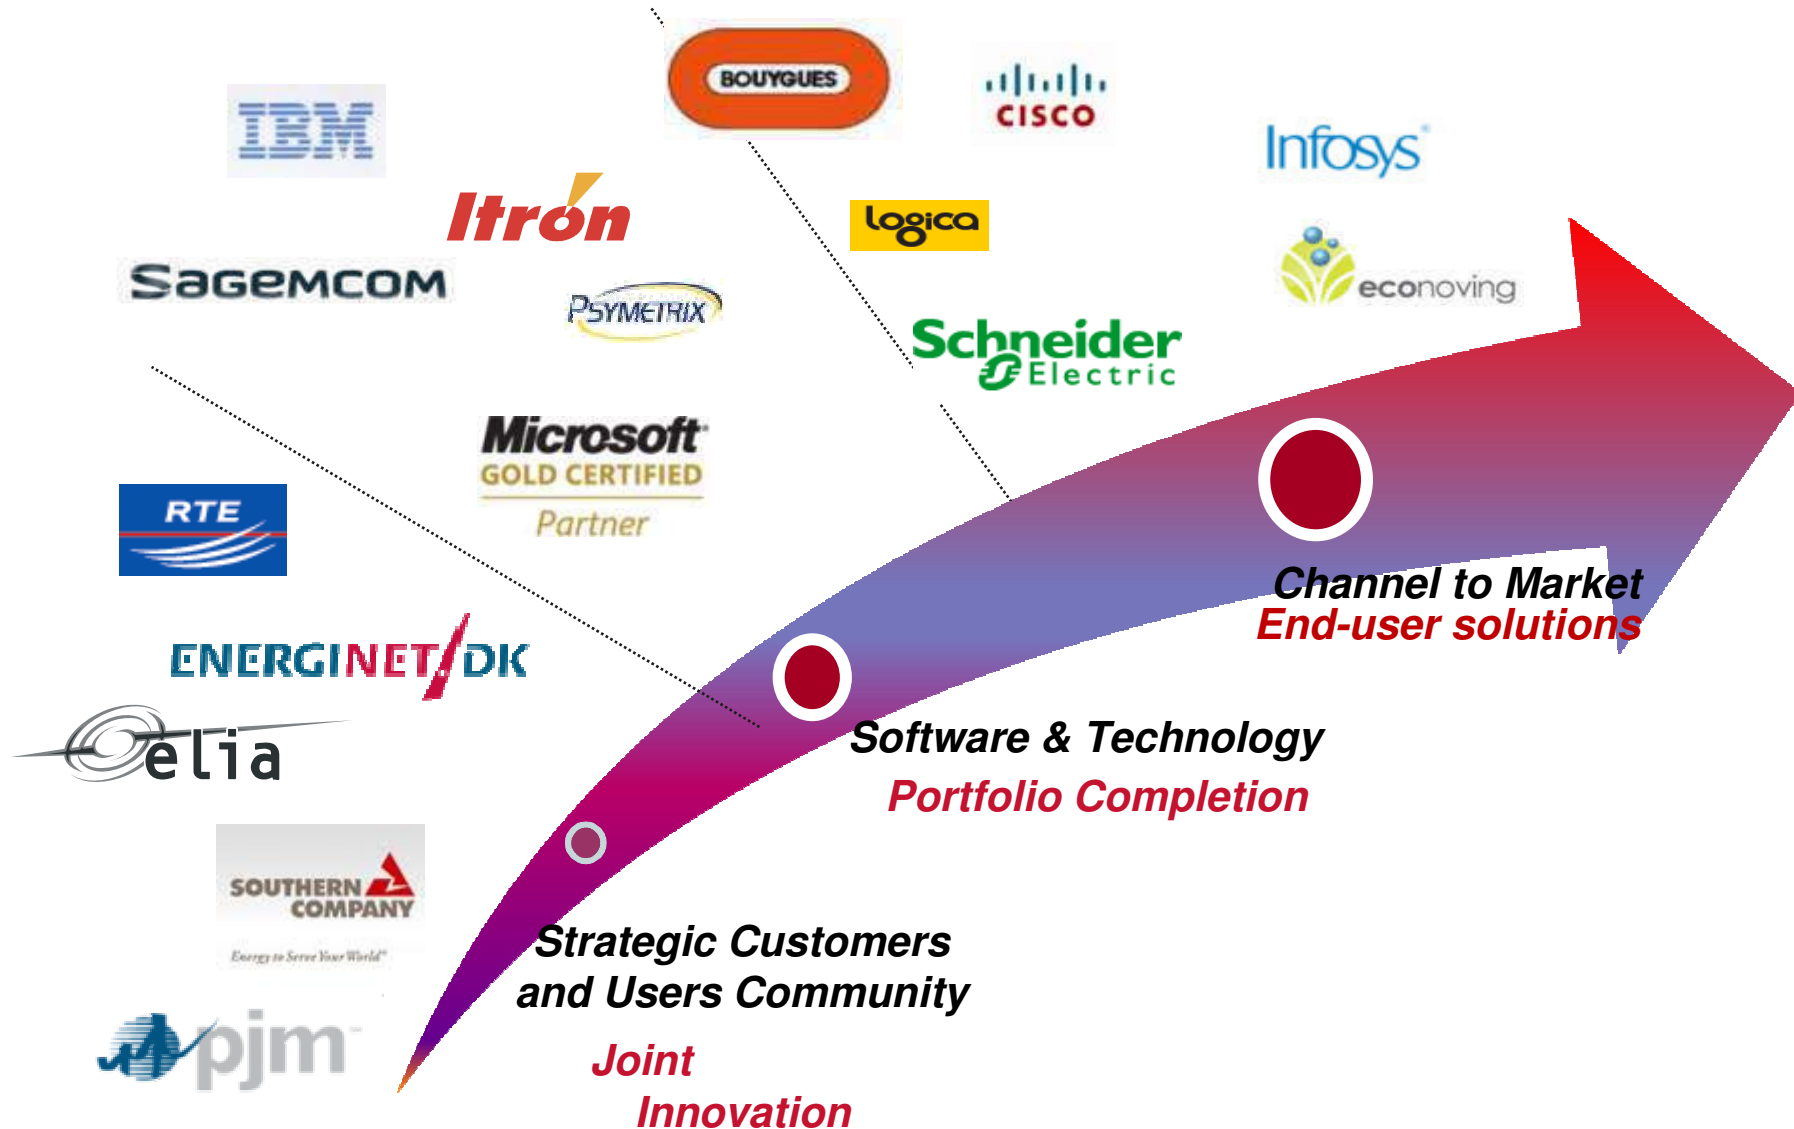 BOUYGUES
CISCO
IBM
Infosys
Itrón
logica
Sagemcom
PSYMETRIX
econoving
Schneider
Electric
Microsoft
GOLD CERTIFIED
Partner
RTE
Channel to Market
End-user solutions
ENERGINET/DK
elia
Software & Technology
Portfolio Completion
SOUTHERN
COMPANY
Energy to Serve Your World
Strategic Customers
and Users Community
pjm
Joint
Innovation